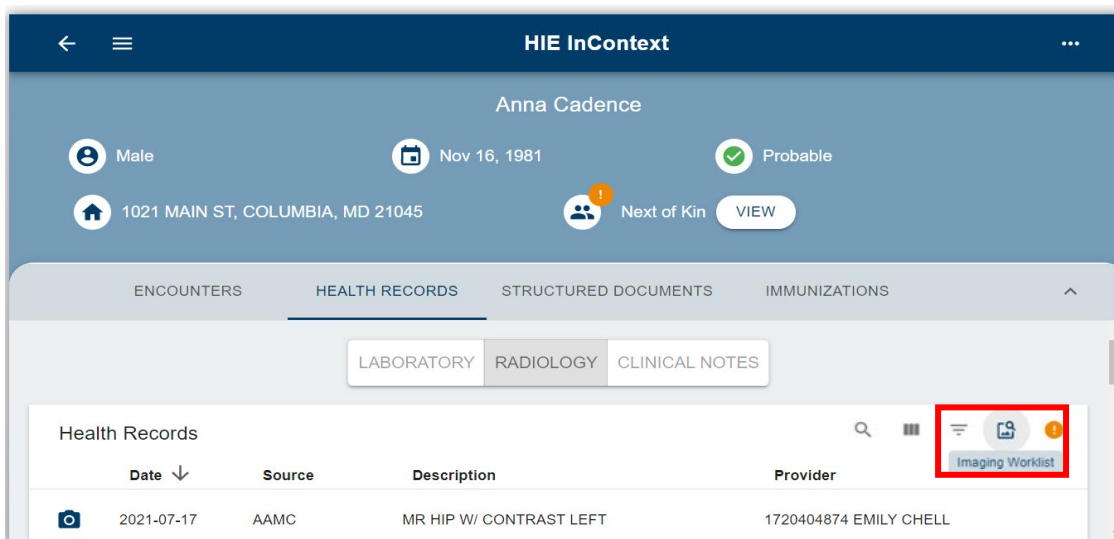 HIE InContext
Anna Cadence
Male Nov 16, 1981 Probable
1021 MAIN ST, COLUMBIA, MD 21045 Next of Kin VIEW
ENCOUNTERS HEALTH RECORDS STRUCTURED DOCUMENTS IMMUNIZATIONS
LABORATORY RADIOLOGY CLINICAL NOTES
Health Records
Imaging Worklist
Date Source Description Provider
2021-07-17 AAMC MR HIP W/ CONTRAST LEFT 1720404874 EMILY CHELL